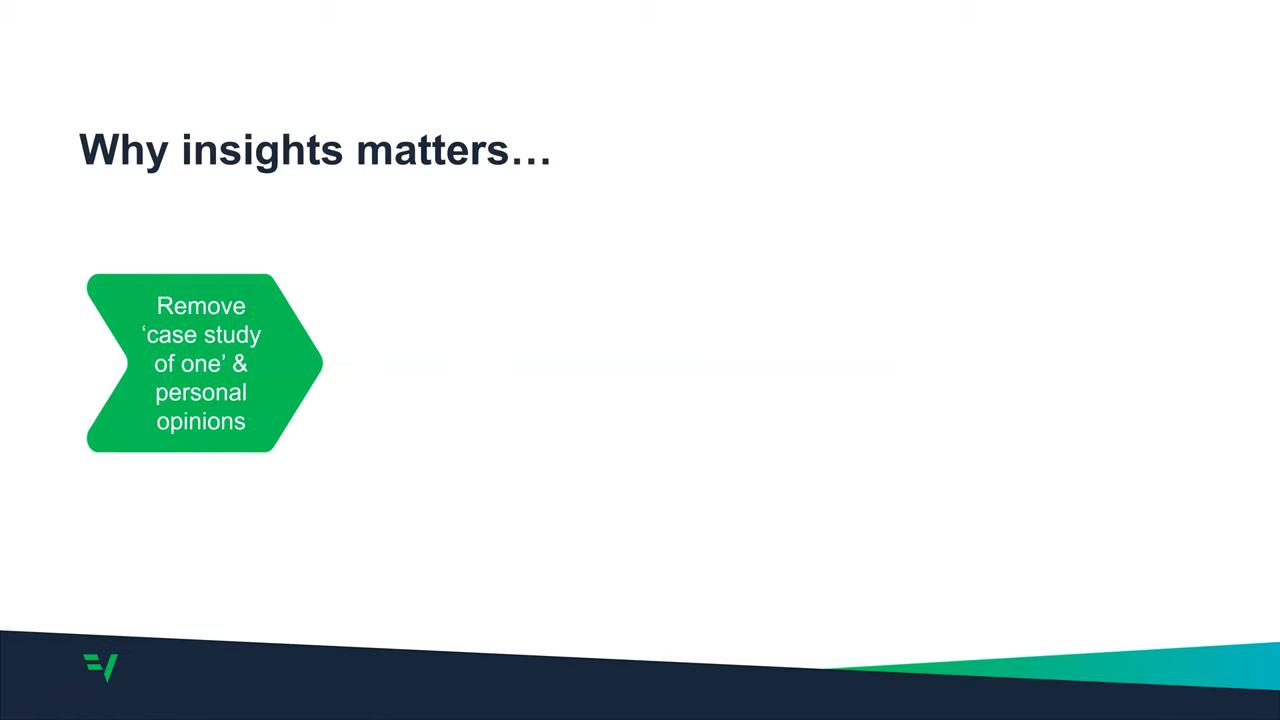 Why insights matters…
Remove
‘case study
of one’ &
personal
opinions